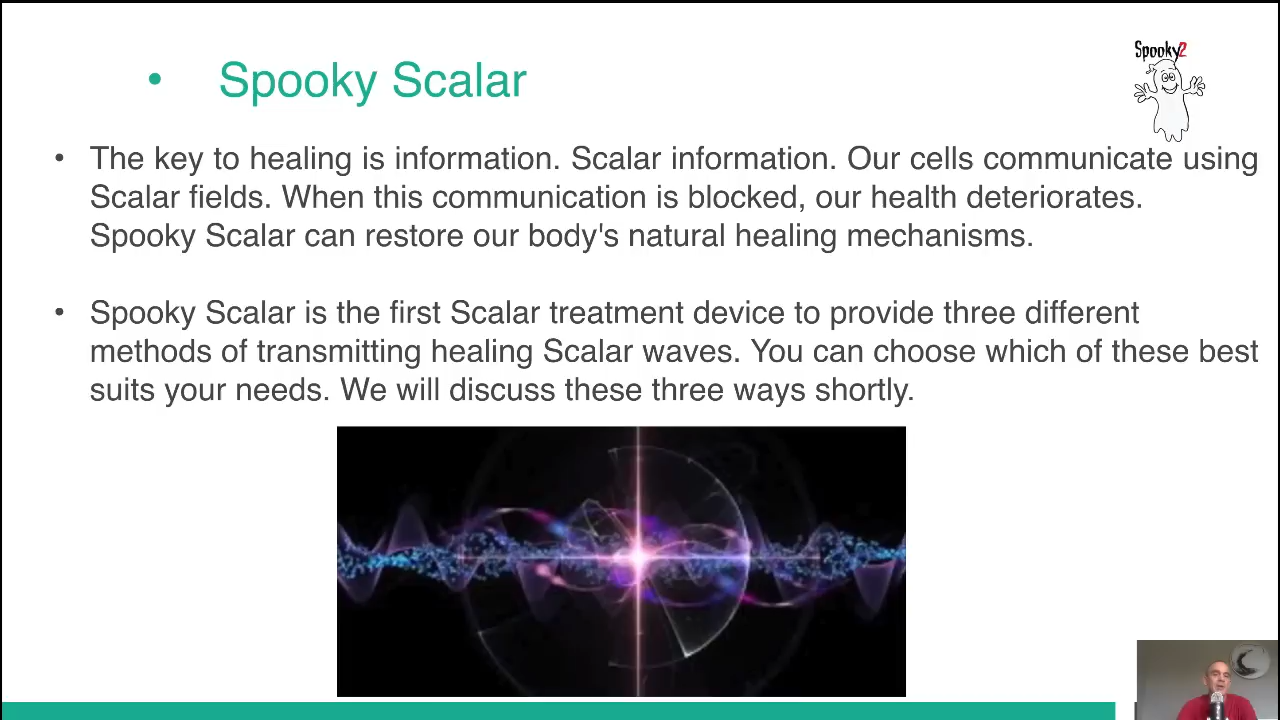 Spooky2
• Spooky Scalar
• The key to healing is information. Scalar information. Our cells communicate using
Scalar fields. When this communication is blocked, our health deteriorates.
Spooky Scalar can restore our body's natural healing mechanisms.
• Spooky Scalar is the first Scalar treatment device to provide three different
methods of transmitting healing Scalar waves. You can choose which of these best
suits your needs. We will discuss these three ways shortly.